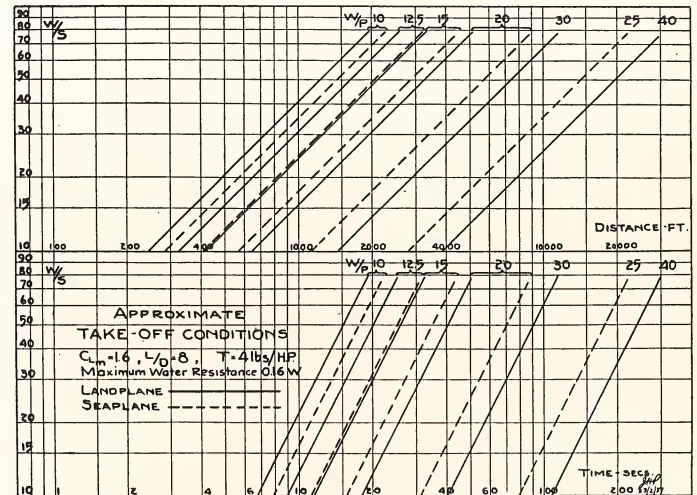 90
80 W/S W/P 10 12.5 15 20 30 25 40
70
60
50
40
30
20
15
DISTANCE-FT.
10 100 200 400 1000 2000 4000 10000 20000
90
80 W/S W/P 10 12.5 15 20 30 25 40
70
60
50
40
30
20
15
APPROXIMATE
TAKE-OFF CONDITIONS
CLm=1.6, L/D=8, T=4 lbs/H.P.
Maximum Water Resistance 0.16 W
LANDPLANE
SEAPLANE
TIME-SECS.
10 1 2 4 6 10 20 40 60 100 200